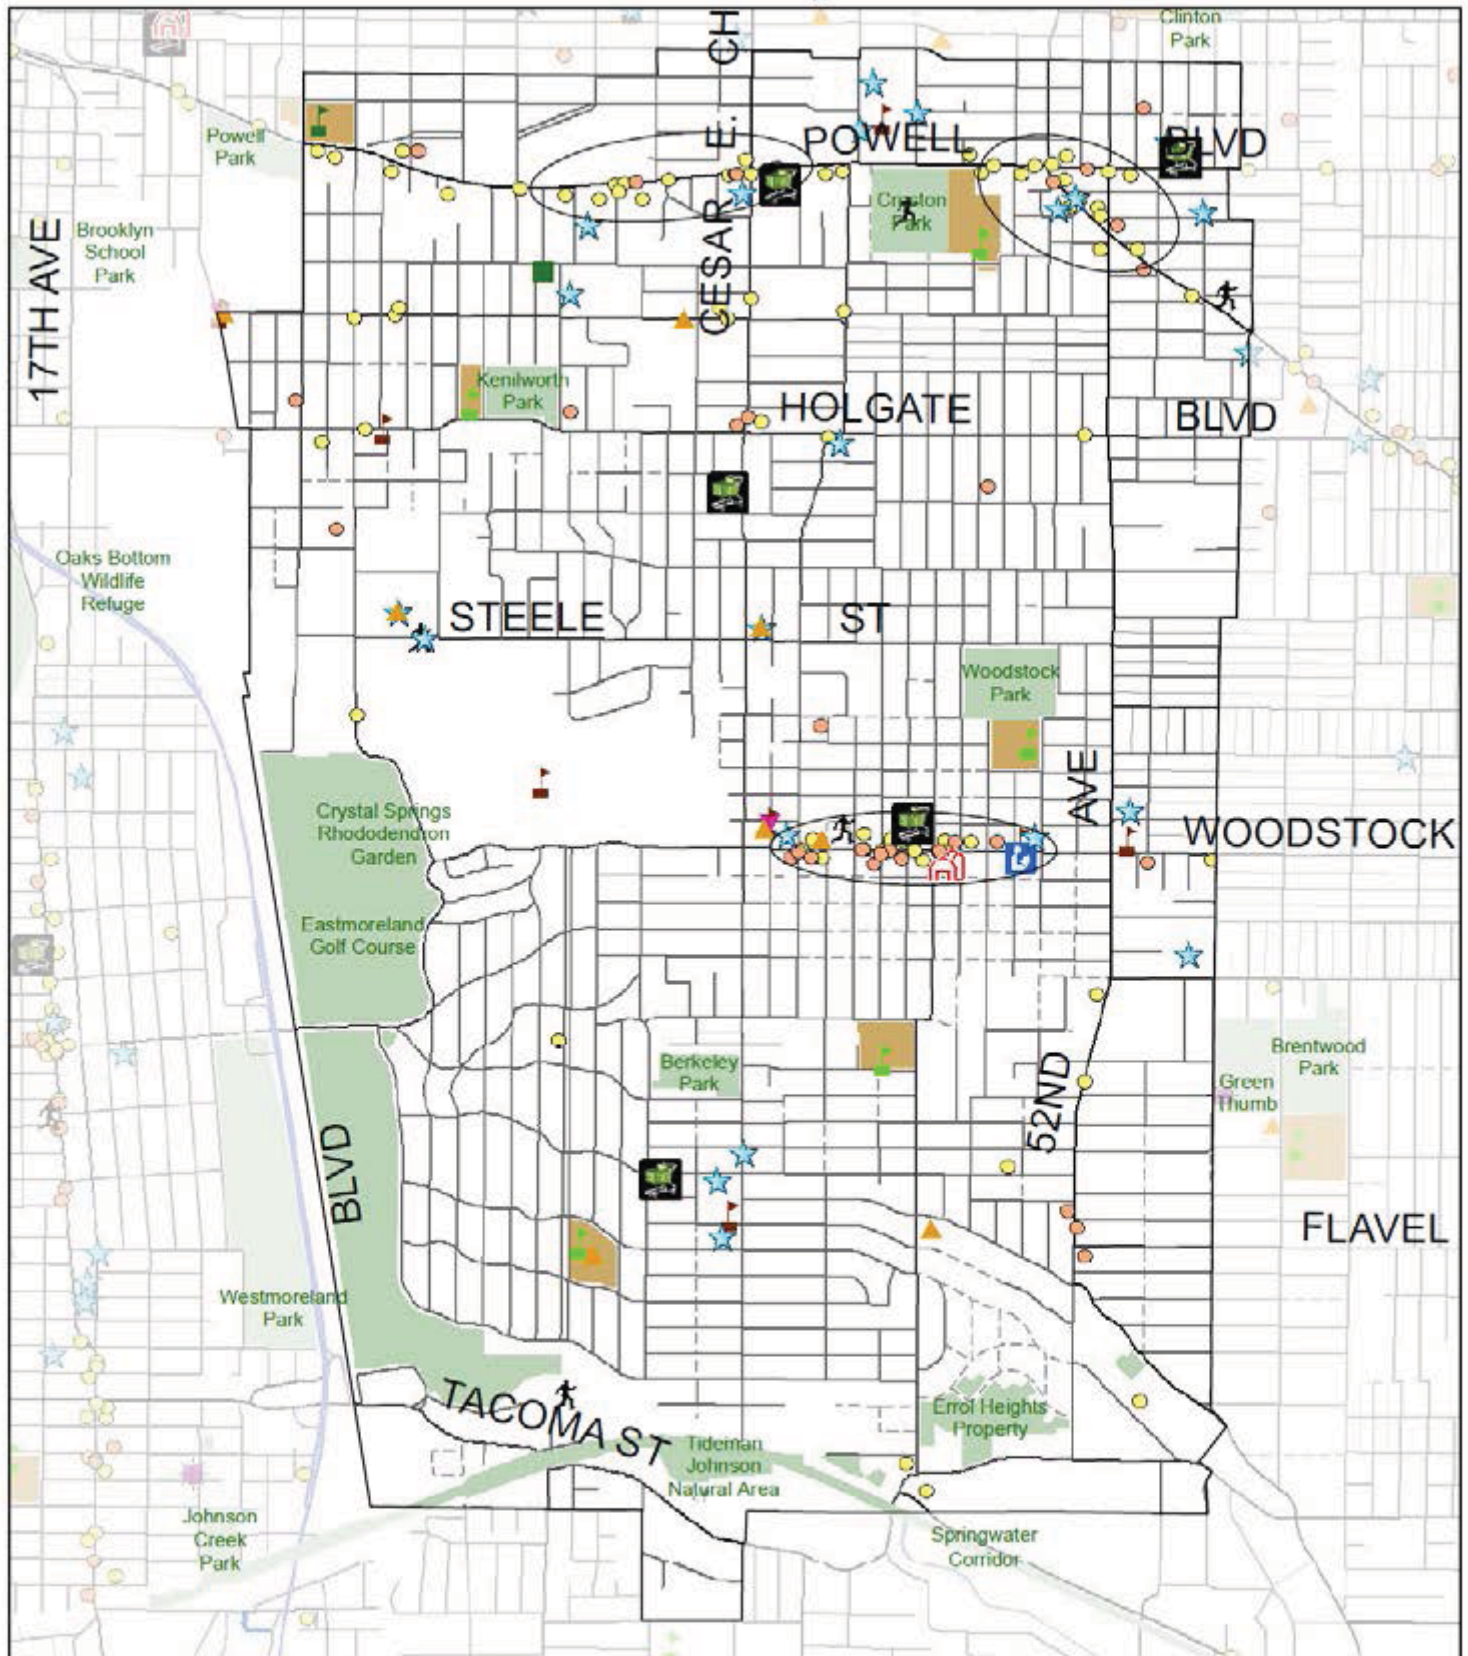 Clinton
Park
CESAR E. CH
POWELL
BLVD
Powell
Park
Creston
Park
17TH AVE
Brooklyn
School
Park
Kenilworth
Park
HOLGATE
BLVD
Oaks Bottom
Wildlife
Refuge
STEELE
ST
Woodstock
Park
52ND AVE
WOODSTOCK
Crystal Springs
Rhododendron
Garden
Eastmoreland
Golf Course
Berkeley
Park
Brentwood
Park
Green
Thumb
BLVD
FLAVEL
Westmoreland
Park
TACOMA ST
Errol Heights
Property
Tideman
Johnson
Natural Area
Johnson
Creek
Park
Springwater
Corridor